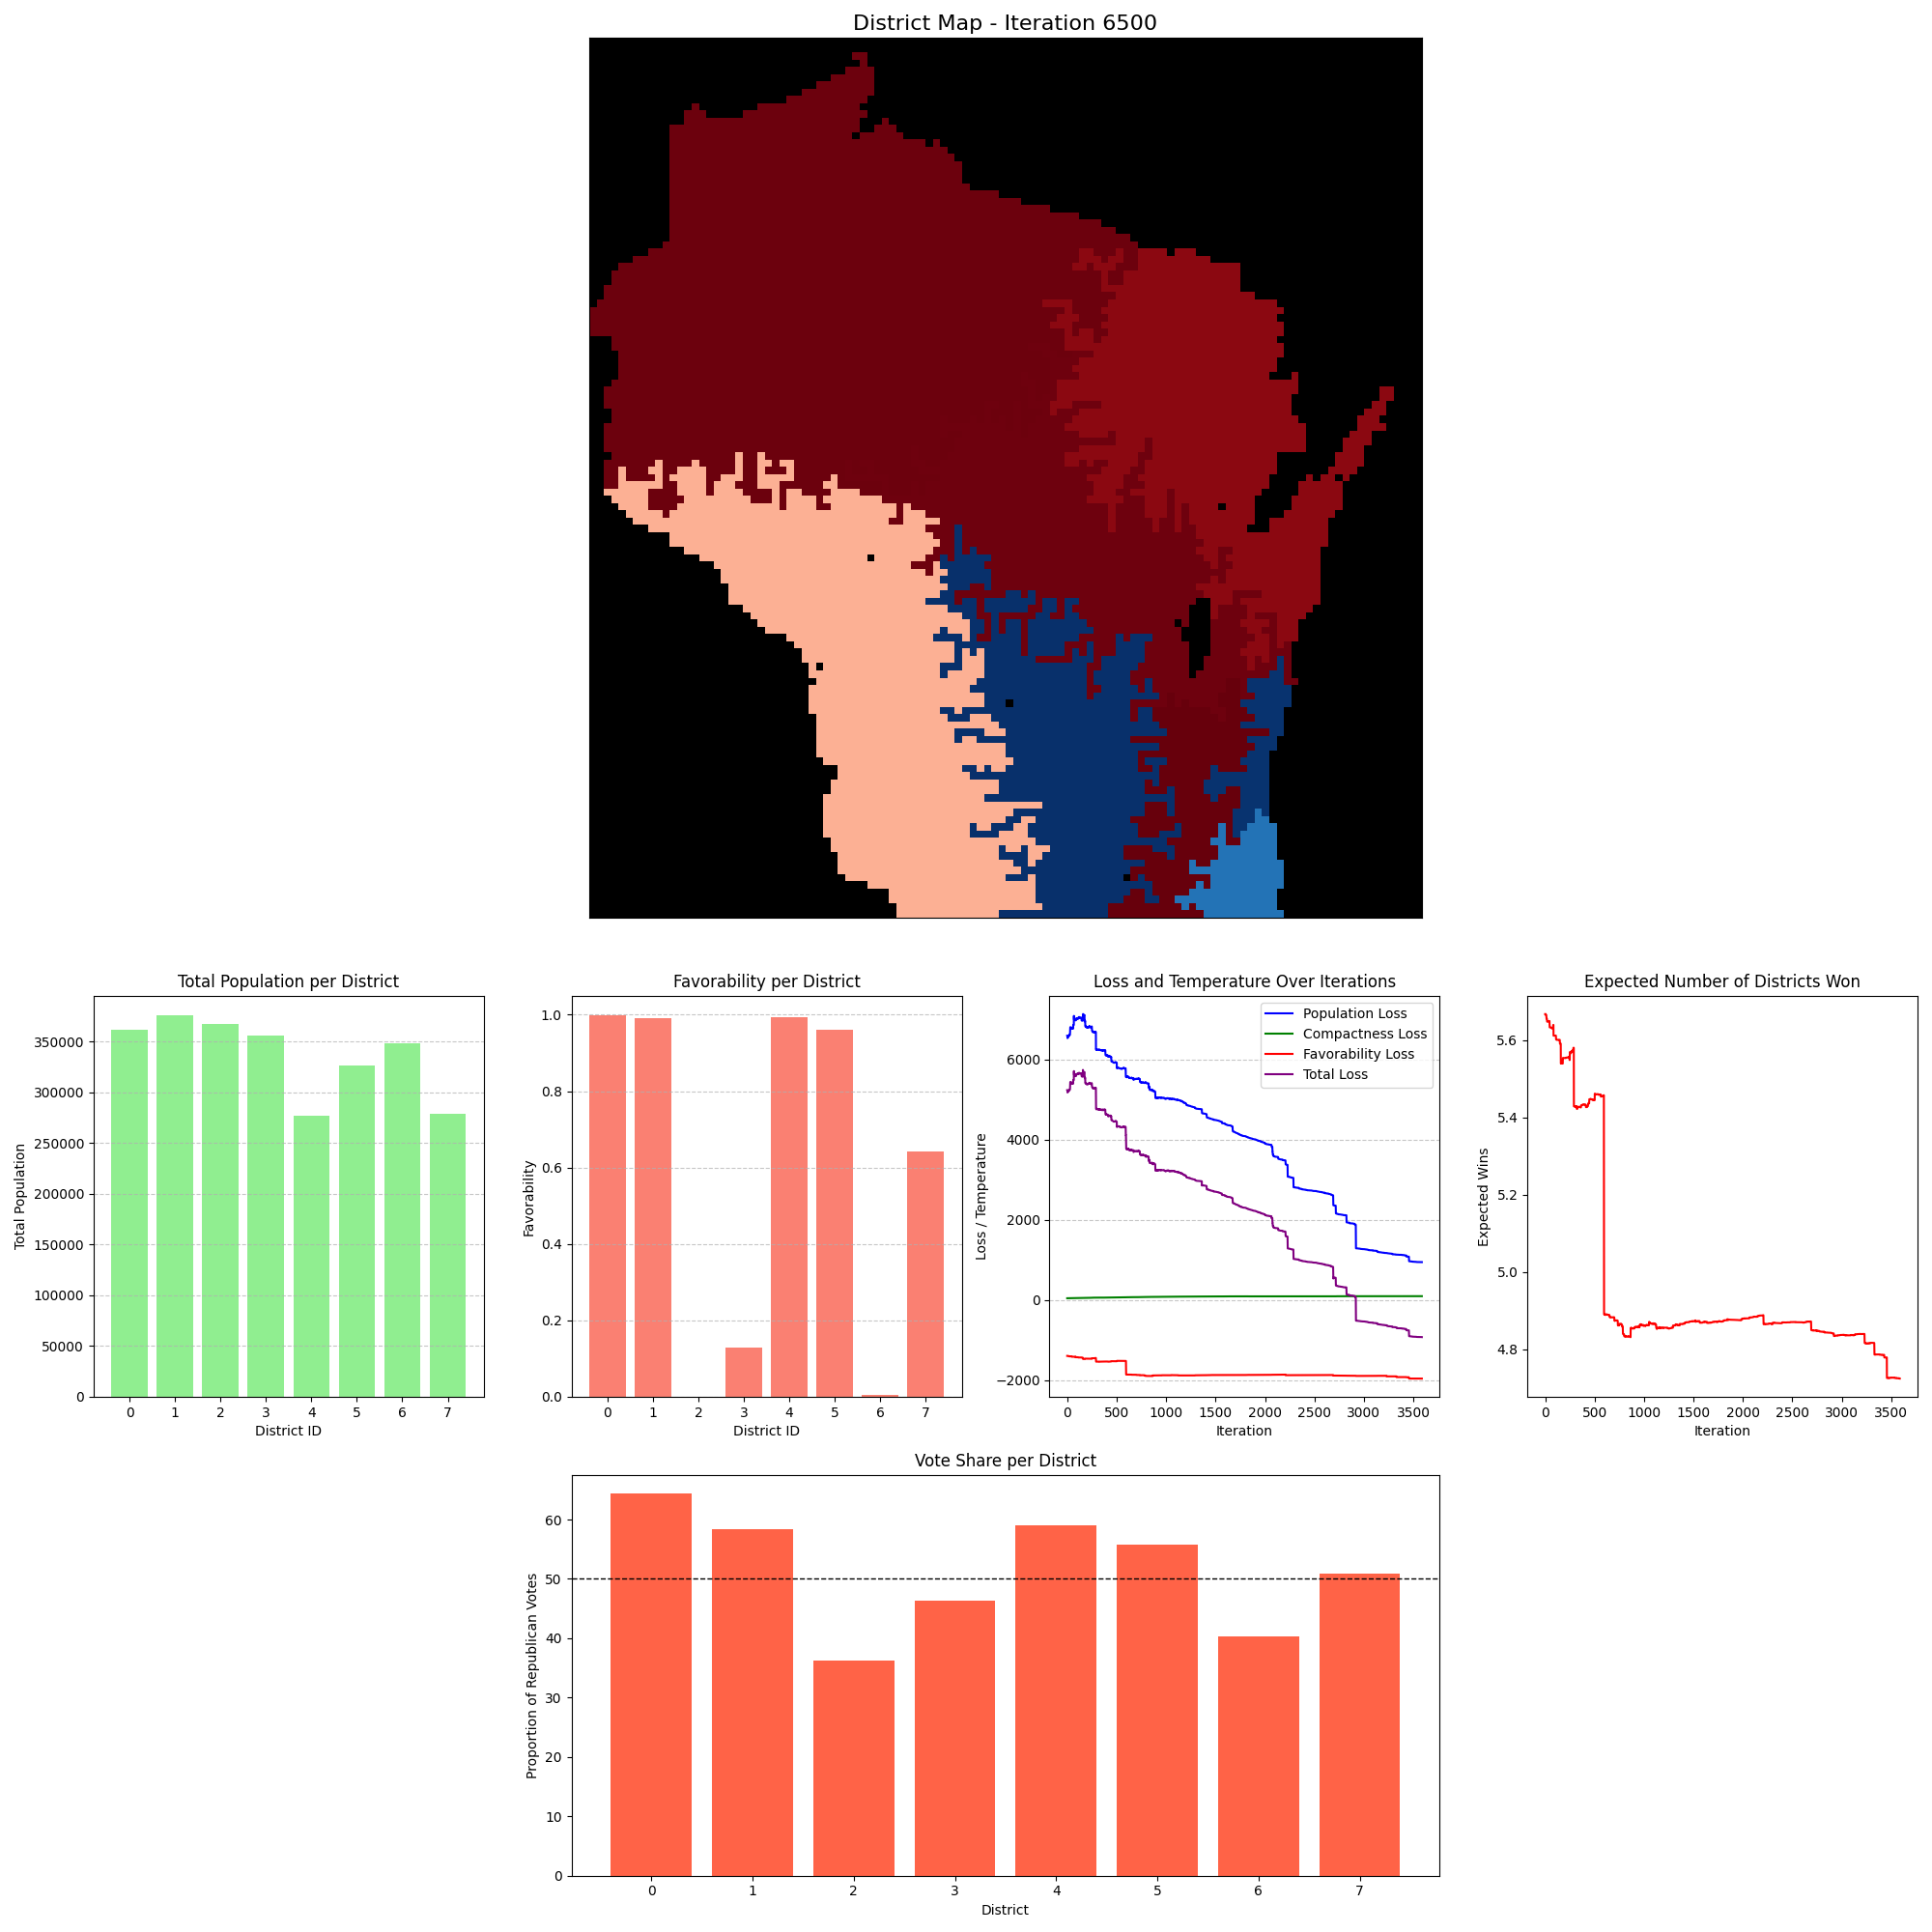 District Map - Iteration 6500
Total Population per District
Total Population
350000
300000
250000
200000
150000
100000
50000
0
0 1 2 3 4 5 6 7
District ID
Favorability per District
Favorability
1.0
0.8
0.6
0.4
0.2
0.0
0 1 2 3 4 5 6 7
District ID
Loss and Temperature Over Iterations
Loss / Temperature
6000
4000
2000
0
−2000
Population Loss
Compactness Loss
Favorability Loss
Total Loss
0 500 1000 1500 2000 2500 3000 3500
Iteration
Expected Number of Districts Won
Expected Wins
5.6
5.4
5.2
5.0
4.8
0 500 1000 1500 2000 2500 3000 3500
Iteration
Vote Share per District
Proportion of Republican Votes
60
50
40
30
20
10
0
0 1 2 3 4 5 6 7
District